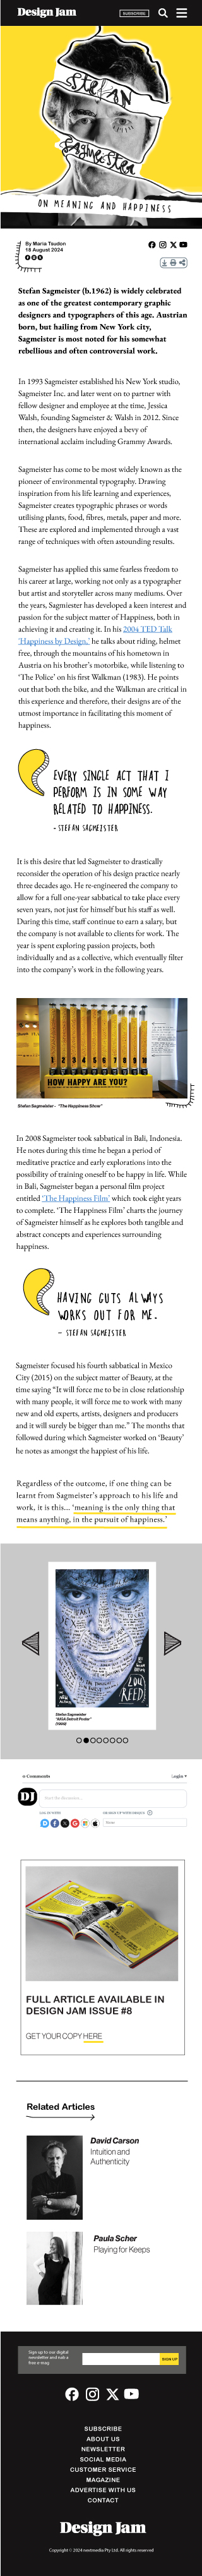 Design Jam
SUBSCRIBE
Stefan
Sagmeister
ON MEANING AND HAPPINESS
By Maria Taudon
18 August 2024
Stefan Sagmeister (b.1962) is widely celebrated
as one of the greatest contemporary graphic
designers and typographers of this age. Austrian
born, but hailing from New York city,
Sagmeister is most noted for his somewhat
rebellious and often controversial work.
In 1993 Sagmeister established his New York studio,
Sagmeister Inc. and later went on to partner with
fellow designer and employee at the time, Jessica
Walsh, founding Sagmeister & Walsh in 2012. Since
then, the designers have enjoyed a bevy of
international acclaim including Grammy Awards.
Sagmeister has come to be most widely known as the
pioneer of environmental typography. Drawing
inspiration from his life learning and experiences,
Sagmeister creates typographic phrases or words
utilising plants, food, fibres, metals, paper and more.
These are exploded and inserted through a vast range
of surfaces with often astounding results.
Sagmeister has applied this same fearless freedom to
his career at large, working not only as a typographer
but artist and storyteller across many mediums. Over
the years, Sagmeister has developed a keen interest and
passion for the subject matter of Happiness, both in
achieving it and creating it. In his 2004 TED Talk
'Happiness by Design,' he talks about riding, helmet
free, through the mountains of his hometown in
Austria on his brother's motorbike, while listening to
'The Police' on his first Walkman (1983). He points
out that both the bike, and the Walkman are critical in
this experience and therefore, their designs are of the
utmost importance in facilitating this moment of
happiness.
EVERY SINGLE ACT THAT I
PERFORM IS IN SOME WAY
RELATED TO HAPPINESS.
- STEFAN SAGMEISTER
It is this desire that led Sagmeister to drastically
reconsider the operation of his design practice nearly
three decades ago. He re-engineered the company to
allow for a full calendar year off to take place every
seven years, not just for himself but his staff as well.
During this time, staff continue to earn a salary, but
the company is not available to clients for work. The
year is spent exploring passion projects, both
individually and as a collective, which eventually filter
into the company's work in the following years.
1 2 3 4 5 6 7 8 9 10
HOW HAPPY ARE YOU?
Stefan Sagmeister - "The Happiness Show"
In 2008 Sagmeister took sabbatical in Bali, Indonesia.
He recounts during this time he began a period of
meditative practice and early explorations into the
possibility of training oneself into a happy life. While
in Bali, Sagmeister began a personal film project
entitled 'The Happiness Film' which took eight years
to complete. 'The Happiness Film' charts the journey
of Sagmeister himself as he explores both tangible and
abstract concepts and experiences surrounding
happiness.
HAVING GUTS ALWAYS
WORKS OUT FOR ME.
- STEFAN SAGMEISTER
Sagmeister focused his fourth sabbatical in Mexico
City (2015) on the subject matter of Beauty, at the
time saying "It will force me to be in close relationship
with many people, it will force me to work with many
new and old experts, artists, designers and producers
and it will simply be bigger than me." The months that
followed during which Sagmeister worked on 'Beauty'
he notes as amongst the happiest of his life.
Regardless of the outcome, if one thing can be
learnt from Sagmeister's approach to his life and
work, it is this... 'meaning is the only thing that
means anything, in the pursuit of happiness.'
LOU REED
Stefan Sagmeister
"AIGA Detroit Poster"
(1999)
0 Comments
Login
DJ
Start the discussion...
LOG IN WITH
OR SIGN UP WITH DISQUS
Name
FULL ARTICLE AVAILABLE IN
DESIGN JAM ISSUE #8
GET YOUR COPY HERE
Related Articles
David Carson
Intuition and
Authenticity
Paula Scher
Playing for Keeps
Sign up to our digital
newsletter and nab a
free e-mag.
SIGN UP
SUBSCRIBE
ABOUT US
NEWSLETTER
SOCIAL MEDIA
CUSTOMER SERVICE
MAGAZINE
ADVERTISE WITH US
CONTACT
Design Jam
Copyright © 2024 nextmedia Pty Ltd. All rights reserved